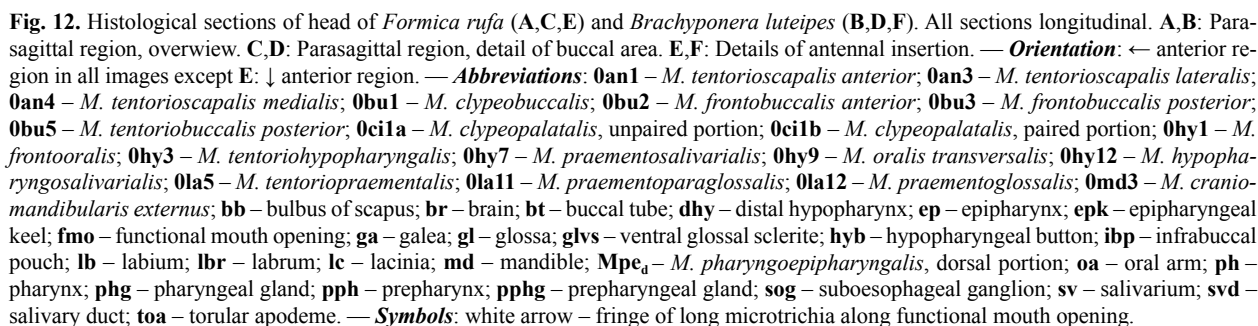 Fig. 12. Histological sections of head of Formica rufa (A,C,E) and Brachyponera luteipes (B,D,F). All sections longitudinal. A,B: Para-
sagittal region, overwiew. C,D: Parasagittal region, detail of buccal area. E,F: Details of antennal insertion. — Orientation: ← anterior re-
gion in all images except E: ↓ anterior region. — Abbreviations: 0an1 – M. tentorioscapalis anterior; 0an3 – M. tentorioscapalis lateralis;
0an4 – M. tentorioscapalis medialis; 0bu1 – M. clypeobuccalis; 0bu2 – M. frontobuccalis anterior; 0bu3 – M. frontobuccalis posterior;
0bu5 – M. tentoriobuccalis posterior; 0ci1a – M. clypeopalatalis, unpaired portion; 0ci1b – M. clypeopalatalis, paired portion; 0hy1 – M.
frontooralis; 0hy3 – M. tentoriohypopharyngalis; 0hy7 – M. praementosalivarialis; 0hy9 – M. oralis transversalis; 0hy12 – M. hypopha-
ryngosalivarialis; 0la5 – M. tentoriopraementalis; 0la11 – M. praementoparaglossalis; 0la12 – M. praementoglossalis; 0md3 – M. cranio-
mandibularis externus; bb – bulbus of scapus; br – brain; bt – buccal tube; dhy – distal hypopharynx; ep – epipharynx; epk – epipharyngeal
keel; fmo – functional mouth opening; ga – galea; gl – glossa; glvs – ventral glossal sclerite; hyb – hypopharyngeal button; ibp – infrabuccal
pouch; lb – labium; lbr – labrum; lc – lacinia; md – mandible; Mped – M. pharyngoepipharyngalis, dorsal portion; oa – oral arm; ph –
pharynx; phg – pharyngeal gland; pph – prepharynx; pphg – prepharyngeal gland; sog – suboesophageal ganglion; sv – salivarium; svd –
salivary duct; toa – torular apodeme. — Symbols: white arrow – fringe of long microtrichia along functional mouth opening.